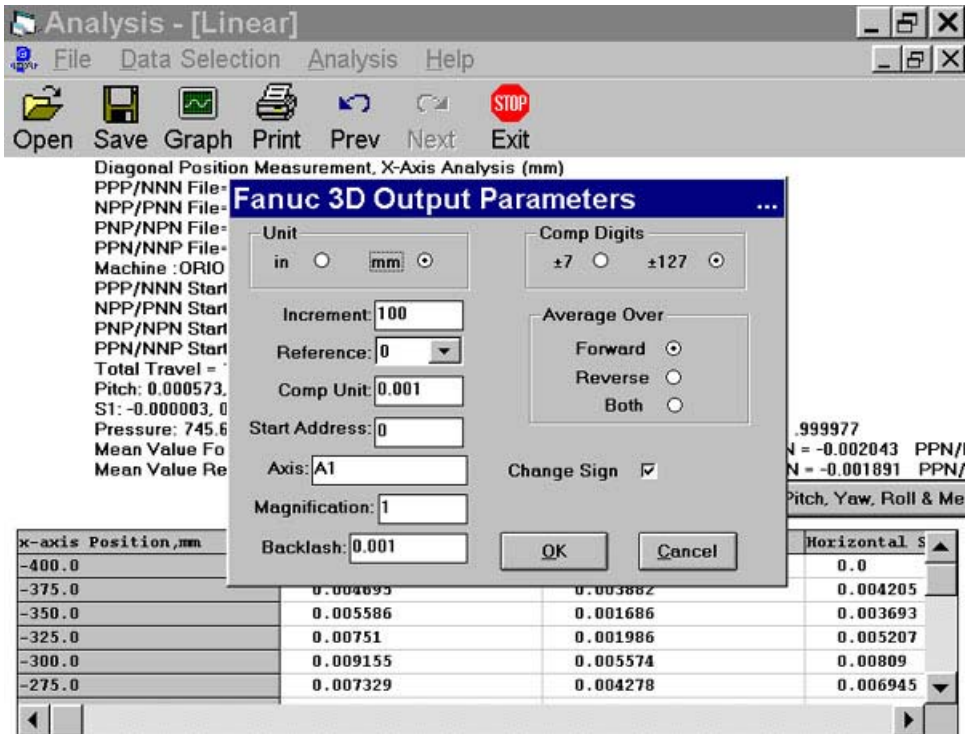 Analysis - [Linear]
File Data Selection Analysis Help
Open Save Graph Print Prev Next STOP Exit
Diagonal Position Measurement, X-Axis Analysis (mm)
PPP/NNN File=
NPP/PNN File=
PNP/NPN File=
PPN/NNP File=
Machine :ORIO
PPP/NNN Start
NPP/PNN Start
PNP/NPN Start
PPN/NNP Start
Total Travel =
Pitch: 0.000573,
S1: -0.000003, 0
Pressure: 745.6 .999977
Mean Value Fo N = -0.002043 PPN/
Mean Value Re N = -0.001891 PPN/
Pitch, Yaw, Roll & Me
Fanuc 3D Output Parameters ...
Unit
in mm
Comp Digits
±7 ±127
Increment: 100
Reference: 0
Comp Unit: 0.001
Start Address: 0
Axis: A1
Magnification: 1
Backlash: 0.001
Average Over
Forward
Reverse
Both
Change Sign
OK Cancel
x-axis Position,mm Horizontal S
-400.0 0.0
-375.0 0.004695 0.003882 0.004205
-350.0 0.005586 0.001686 0.003693
-325.0 0.00751 0.001986 0.005207
-300.0 0.009155 0.005574 0.00809
-275.0 0.007329 0.004278 0.006945